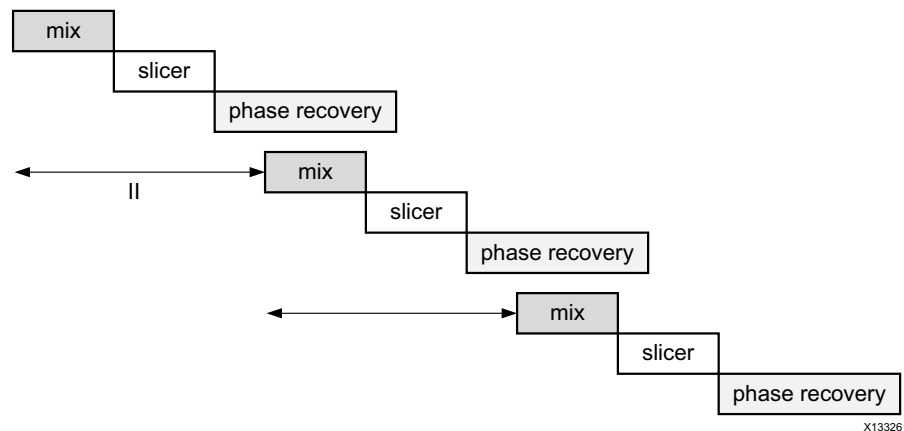 mix
slicer
phase recovery
mix
II
slicer
phase recovery
mix
slicer
phase recovery
X13326